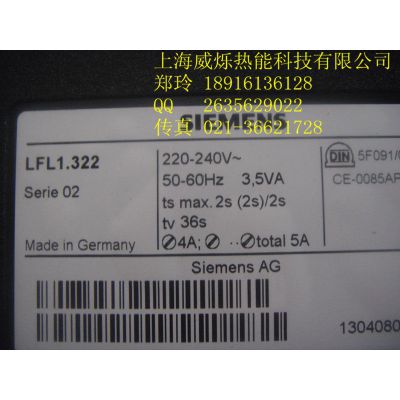 上海威烁热能科技有限公司
郑玲 18916136128
QQ 2635629022
传真 021-36621728
SIEMENS
LFL1.322
Serie 02
Made in Germany
220-240V~
50-60Hz 3,5VA
ts max. 2s (2s)/2s
tv 36s
4A; ..total 5A
Siemens AG
DIN 5F091/
CE-0085AP
1304080